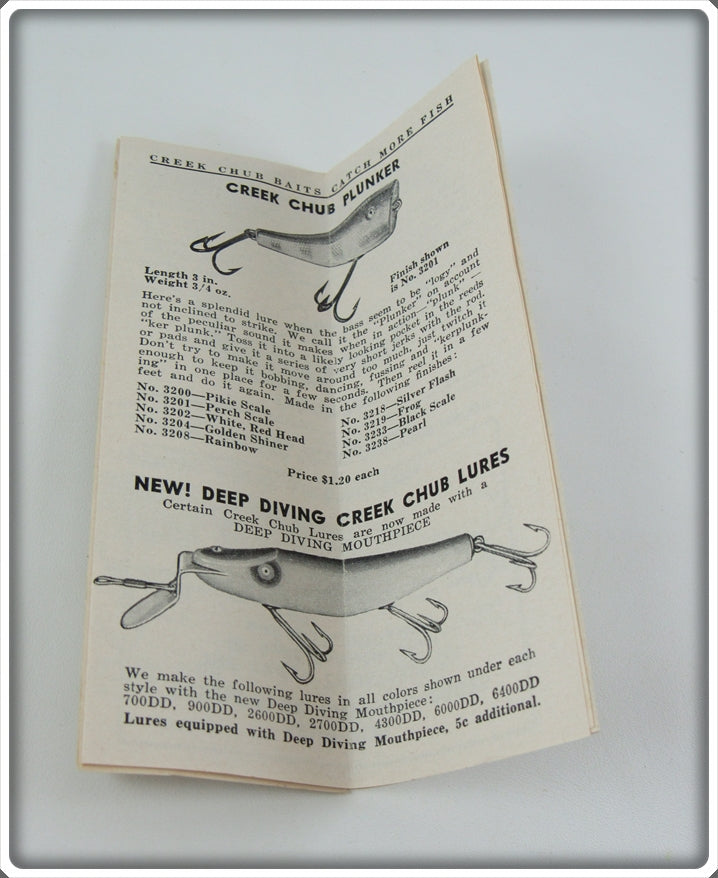 CREEK CHUB BAITS CATCH MORE FISH
CREEK CHUB PLUNKER
Length 3 in.
Weight 3/4 oz.
Finish shown
is No. 3201
Here's a splendid lure when the bass seem to be "logy" and
not inclined to strike. We call it the "Plunker" on account
of the peculiar sound it makes when in action—"plunk"—
"ker plunk." Toss it into a likely looking pocket in the reeds
or pads and give it a series of very short jerks with the rod.
Don't try to make it move around too much; just twitch it
enough to keep it bobbing, dancing, fussing and "kerplunk-
ing" in one place for a few seconds. Then reel it in a few
feet and do it again. Made in the following finishes:
No. 3200—Pikie Scale
No. 3201—Perch Scale
No. 3202—White, Red Head
No. 3204—Golden Shiner
No. 3208—Rainbow
No. 3218—Silver Flash
No. 3219—Frog
No. 3233—Black Scale
No. 3238—Pearl
Price $1.20 each
NEW! DEEP DIVING CREEK CHUB LURES
Certain Creek Chub Lures are now made with a
DEEP DIVING MOUTHPIECE
We make the following lures in all colors shown under each
style with the new Deep Diving Mouthpiece:
700DD, 900DD, 2600DD, 2700DD, 4300DD, 6000DD, 6400DD
Lures equipped with Deep Diving Mouthpiece, 5c additional.